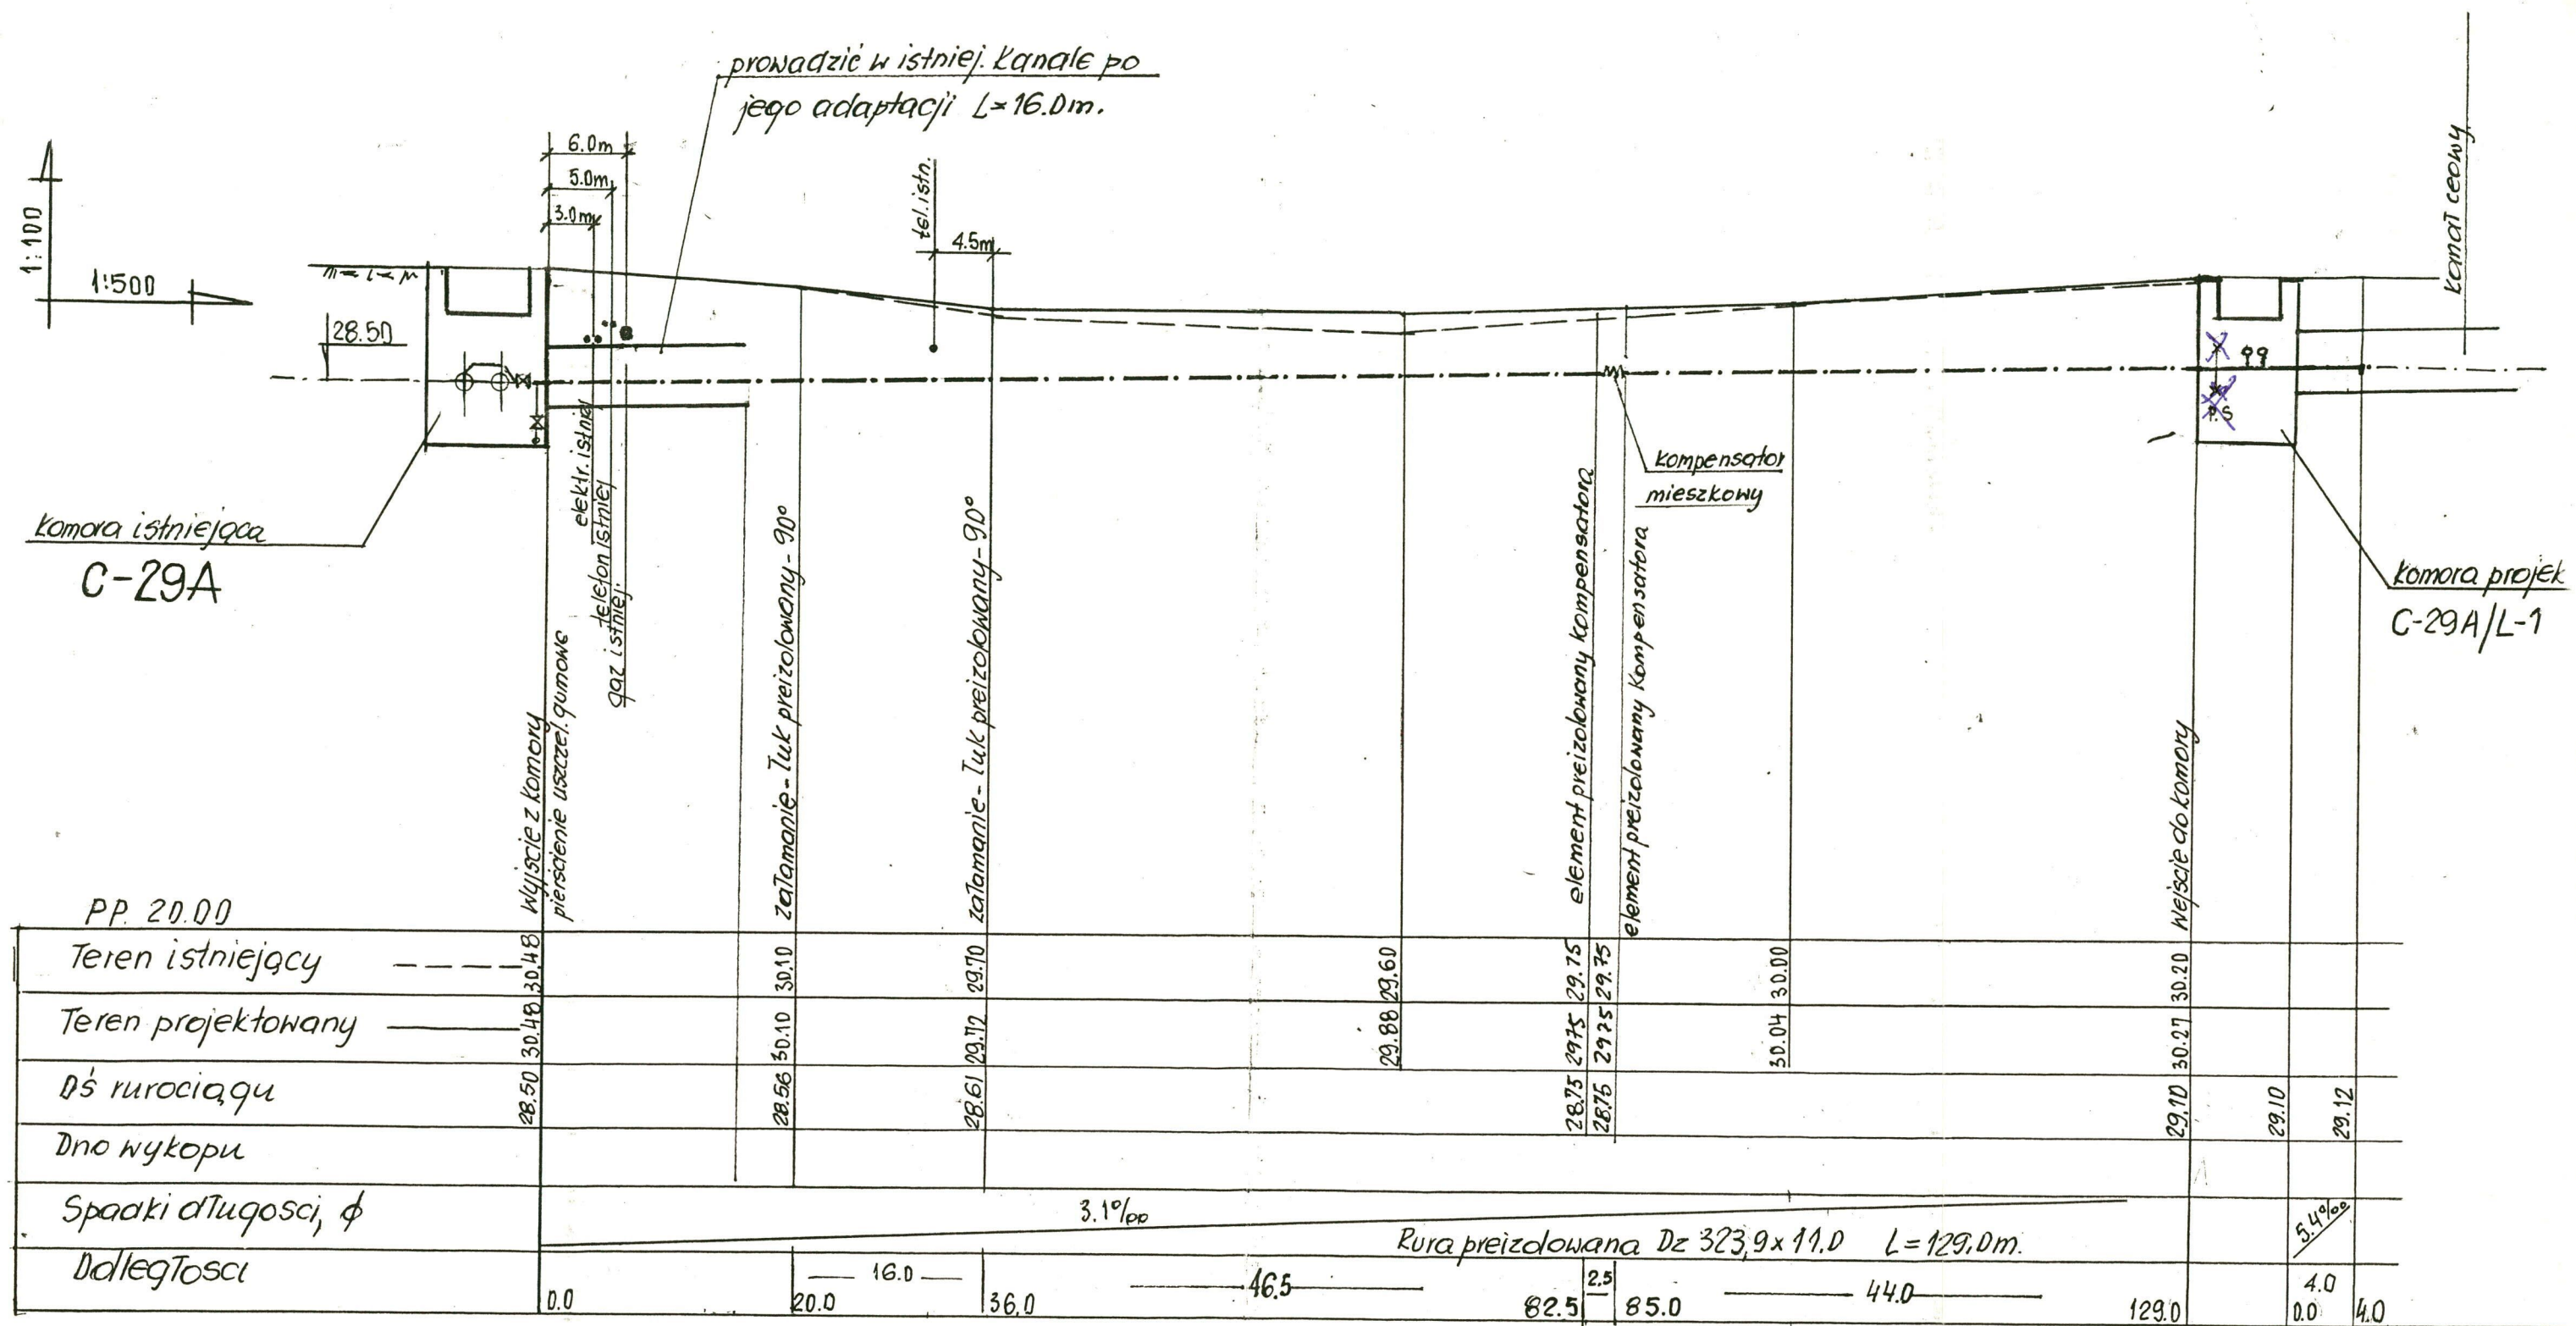 prowadzić w istniej. kanale po
jego adaptacji L=16.0m.
6.0m
5.0m
3.0m
tel. istn.
4.5m
kanał ceowy
1:100
1:500
28.50
komora istniejąca
C-29A
elektr. istniej
telefon istniej
gaz istniej.
kompensator
mieszkowy
komora projek
C-29A/L-1
Wyjście z komory
pierścienie uszczel. gumowe
załamanie-łuk preizolowany-90°
załamanie-łuk preizolowany-90°
element preizolowany kompensatora
element preizolowany kompensatora
wejście do komory
PP. 20.00
Teren istniejący 30.48 30.10 29.70 29.60 29.75 29.75 30.00 30.20
Teren projektowany 30.48 30.10 29.72 29.88 29.75 29.75 30.04 30.27
Oś rurociągu 28.50 28.56 28.61 28.75 28.75 29.10 29.10 29.12
Dno wykopu
Spadki długosci, ϕ 3.1‰ 5.4‰
Rura preizolowana Dz 323,9x11.0 L=129.0m.
Odległosci
16.0 46.5 2.5 44.0 4.0
0.0 20.0 36.0 82.5 85.0 129.0 0.0 4.0